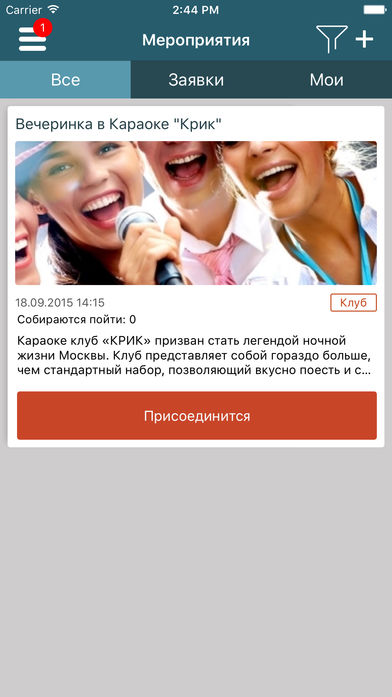 Carrier 2:44 PM
1
Мероприятия
Все Заявки Мои
Вечеринка в Караоке "Крик"
18.09.2015 14:15 Клуб
Собираются пойти: 0
Караоке клуб «КРИК» призван стать легендой ночной
жизни Москвы. Клуб представляет собой гораздо больше,
чем стандартный набор, позволяющий вкусно поесть и с...
Присоединится